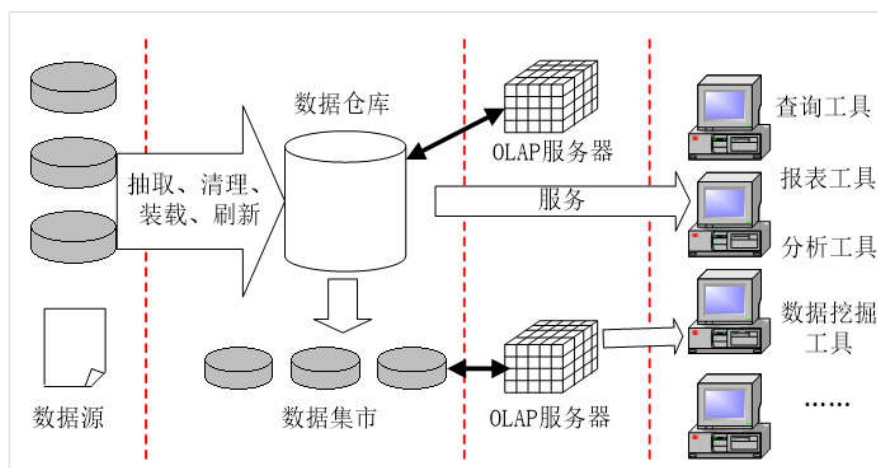 数据仓库
查询工具
OLAP服务器
抽取、清理、
装载、刷新
服务
报表工具
分析工具
数据挖掘
工具
数据源
数据集市
OLAP服务器
……